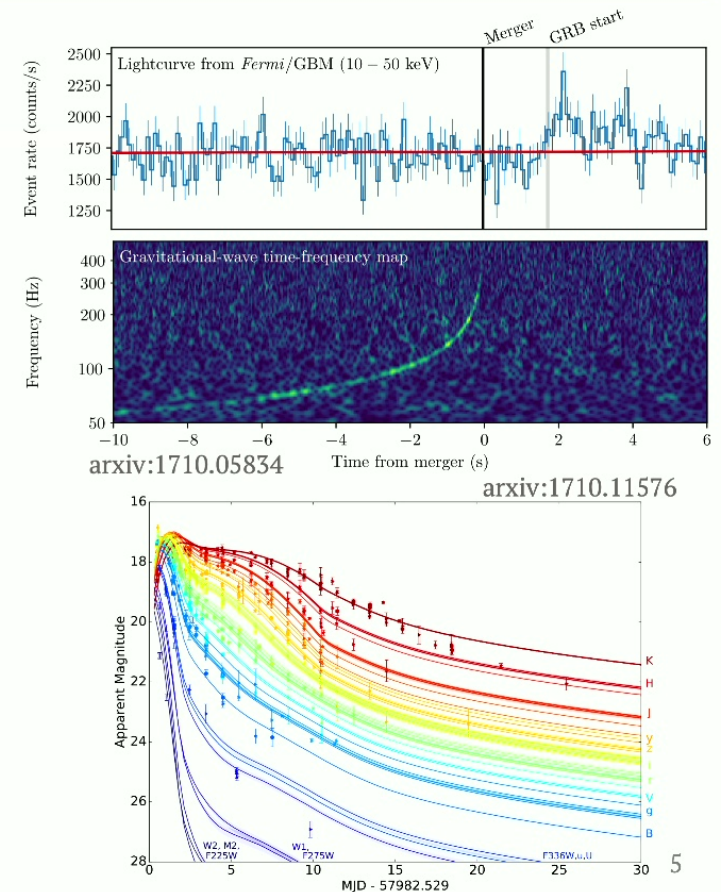 Merger
GRB start
Lightcurve from Fermi/GBM (10 − 50 keV)
Event rate (counts/s)
2500
2250
2000
1750
1500
1250
Gravitational-wave time-frequency map
Frequency (Hz)
400
300
200
100
50
−10 −8 −6 −4 −2 0 2 4 6
Time from merger (s)
arxiv:1710.05834
arxiv:1710.11576
Apparent Magnitude
16
18
20
22
24
26
28
K
H
J
y
z
i
r
V
g
B
W2, M2,
F225W
W1,
F275W
F336W,u,U
0 5 10 15 20 25 30
MJD - 57982.529
5